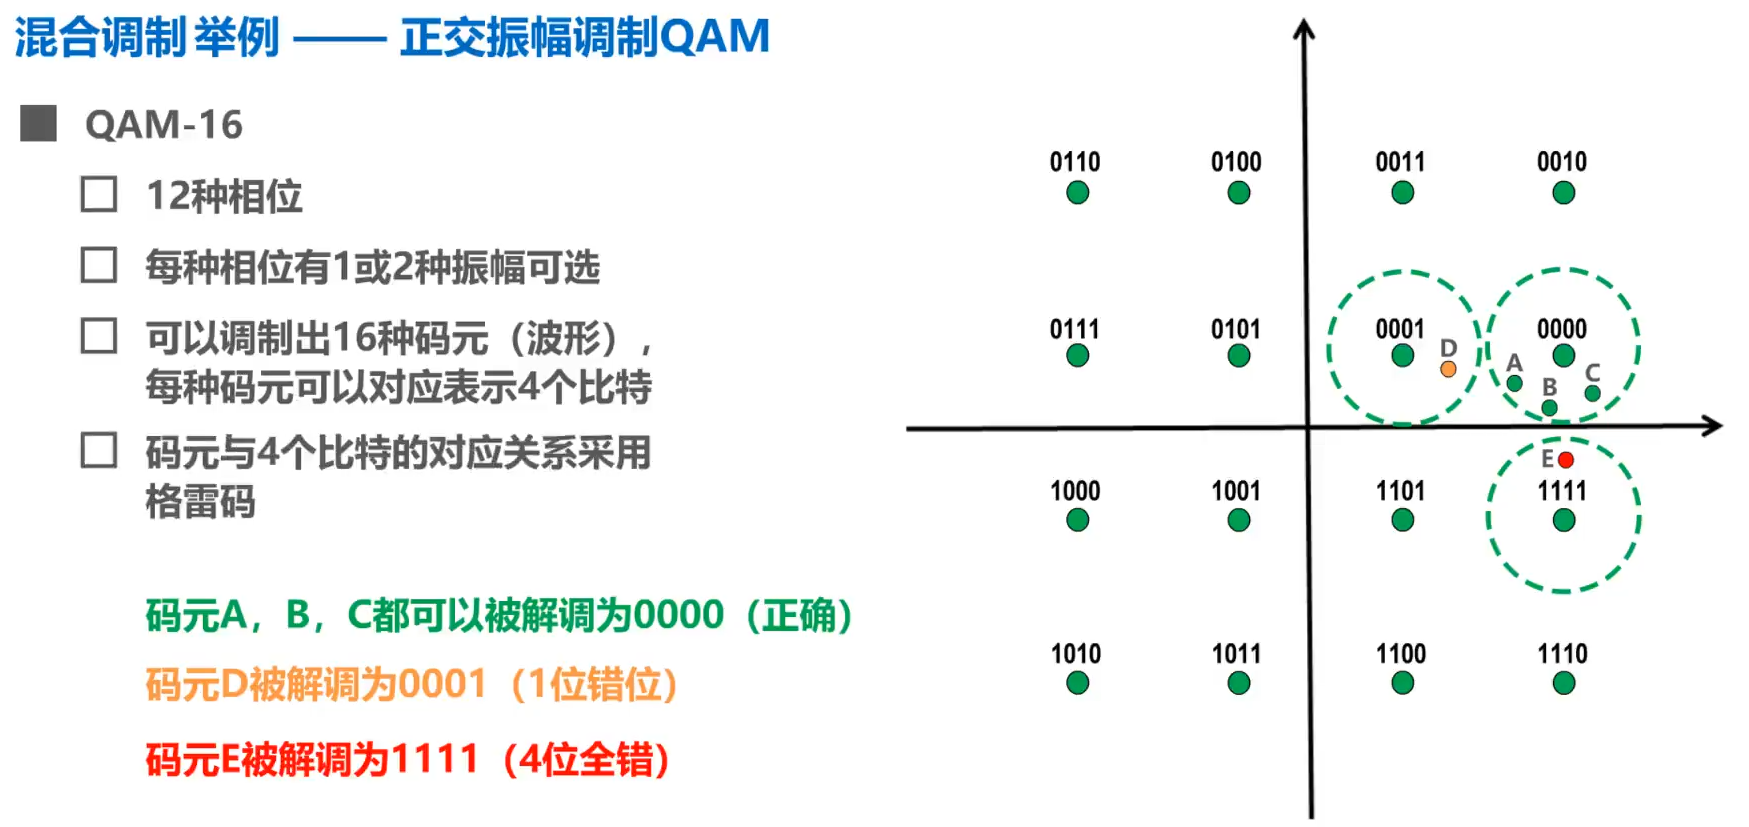 混合调制 举例 —— 正交振幅调制QAM
QAM-16
12种相位
每种相位有1或2种振幅可选
可以调制出16种码元（波形），
每种码元可以对应表示4个比特
码元与4个比特的对应关系采用
格雷码
码元A，B，C都可以被解调为0000（正确）
码元D被解调为0001（1位错位）
码元E被解调为1111（4位全错）
0110 0100 0011 0010
0111 0101 0001 0000
D A B C
E
1000 1001 1101 1111
1010 1011 1100 1110